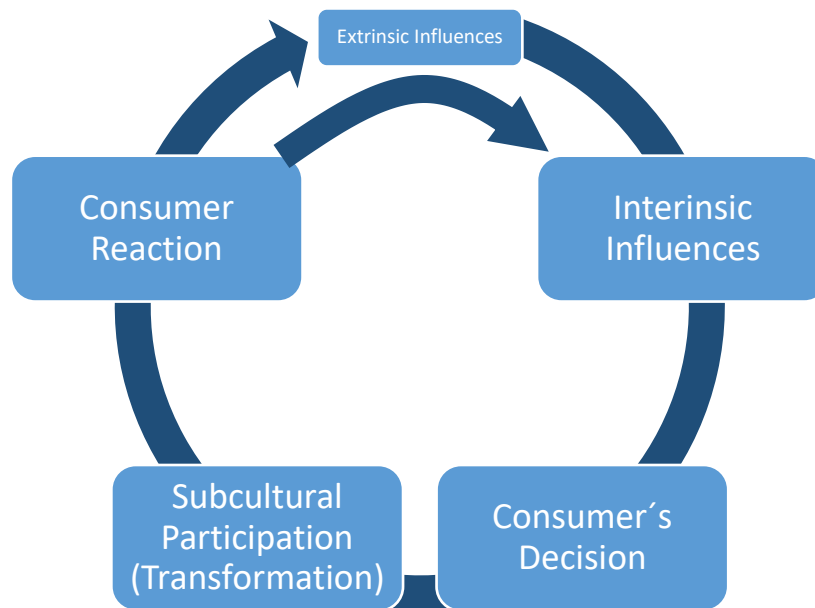 Extrinsic Influences
Interinsic
Influences
Consumer´s
Decision
Subcultural
Participation
(Transformation)
Consumer
Reaction